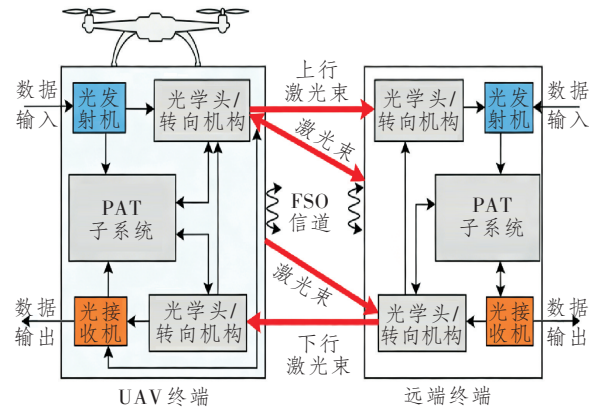 上行
激光束
数据
输入
光发
射机
光学头/
转向机构
激光束
光学头/
转向机构
光发
射机
数据
输入
PAT
子系统
FSO
信道
PAT
子系统
激光束
数据
输出
光接
收机
光学头/
转向机构
下行
激光束
光学头/
转向机构
光接
收机
数据
输出
UAV终端
远端终端